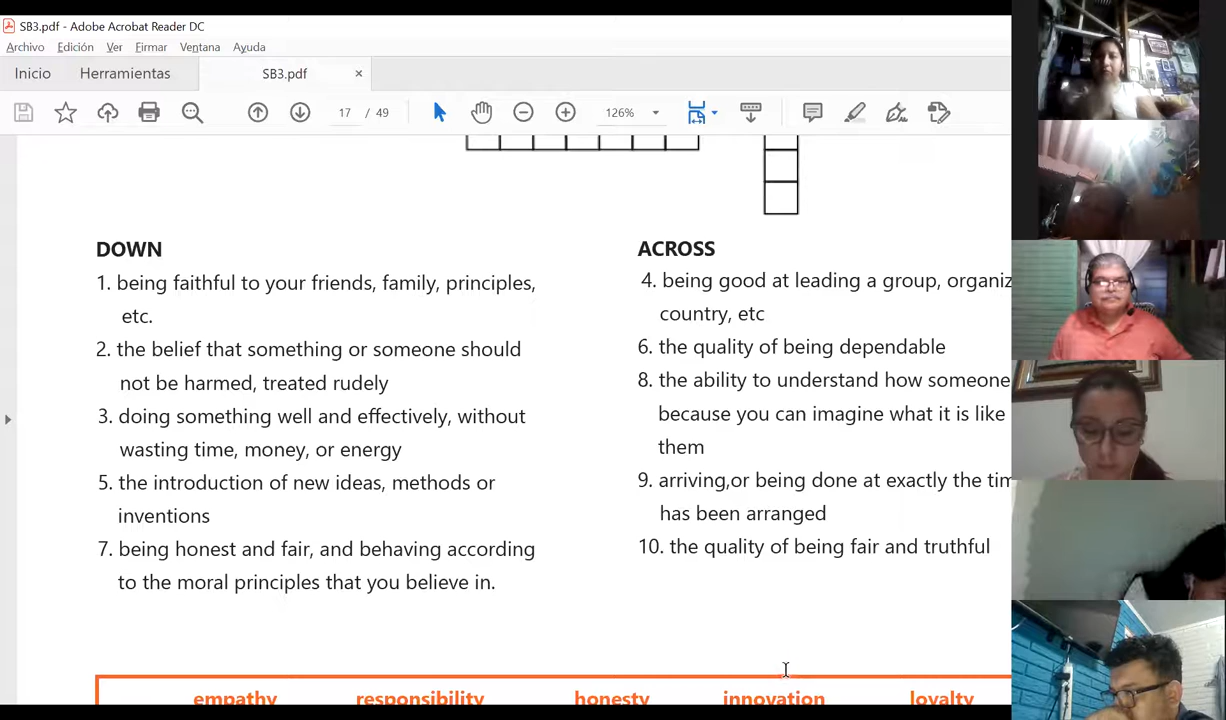 SB3.pdf - Adobe Acrobat Reader DC
Archivo Edición Ver Firmar Ventana Ayuda
Inicio Herramientas SB3.pdf ×
17 / 49 126%
DOWN
1. being faithful to your friends, family, principles,
etc.
2. the belief that something or someone should
not be harmed, treated rudely
3. doing something well and effectively, without
wasting time, money, or energy
5. the introduction of new ideas, methods or
inventions
7. being honest and fair, and behaving according
to the moral principles that you believe in.
ACROSS
4. being good at leading a group, organiz
country, etc
6. the quality of being dependable
8. the ability to understand how someone
because you can imagine what it is like
them
9. arriving,or being done at exactly the tim
has been arranged
10. the quality of being fair and truthful
empathy responsibility honesty innovation loyalty